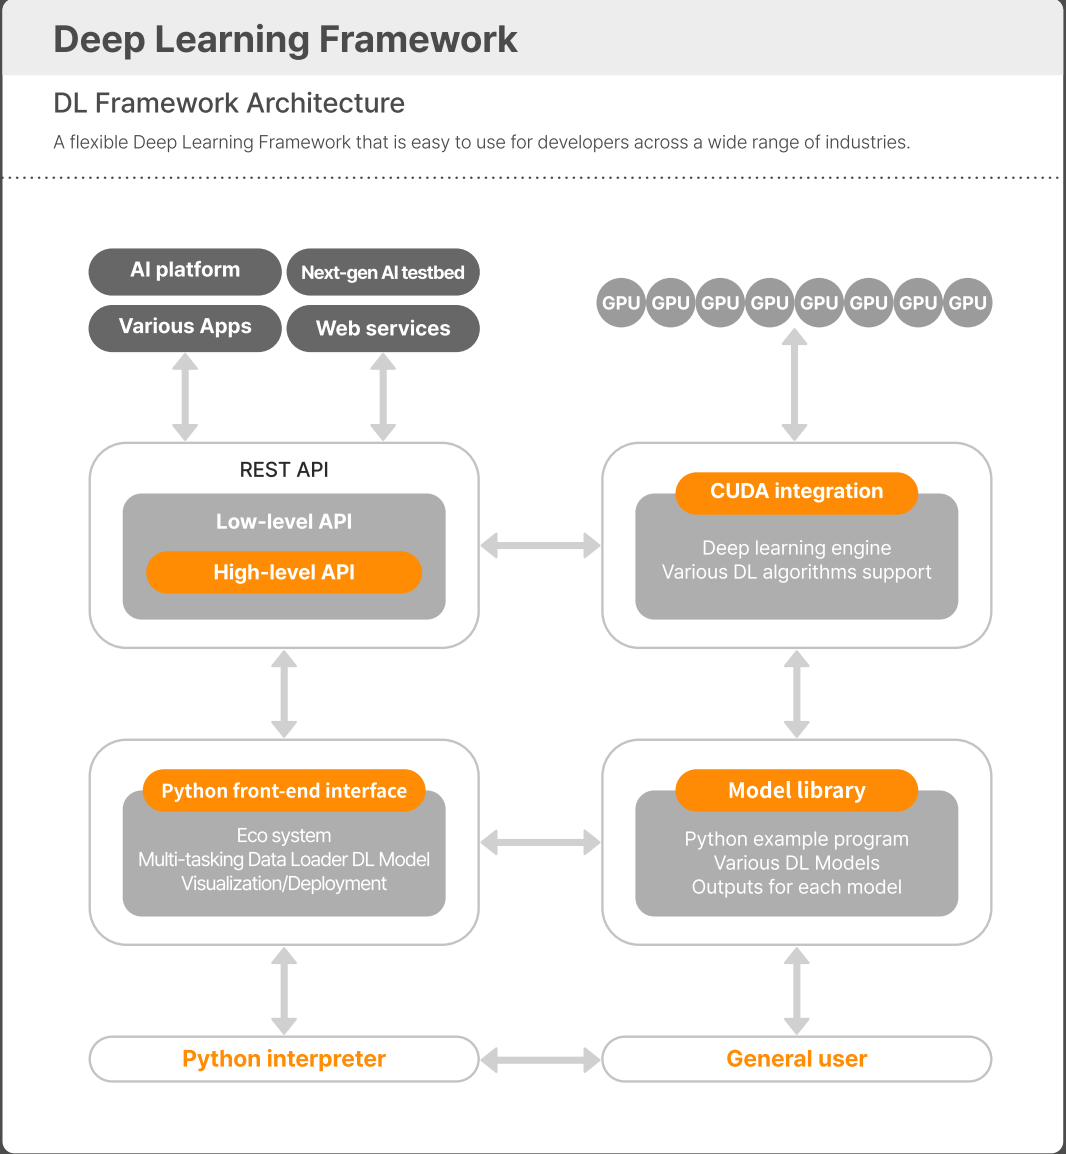 Deep Learning Framework
DL Framework Architecture
A flexible Deep Learning Framework that is easy to use for developers across a wide range of industries.
AI platform
Next-gen AI testbed
Various Apps
Web services
GPU GPU GPU GPU GPU GPU GPU GPU
REST API
Low-level API
High-level API
CUDA integration
Deep learning engine
Various DL algorithms support
Python front-end interface
Eco system
Multi-tasking Data Loader DL Model
Visualization/Deployment
Model library
Python example program
Various DL Models
Outputs for each model
Python interpreter
General user